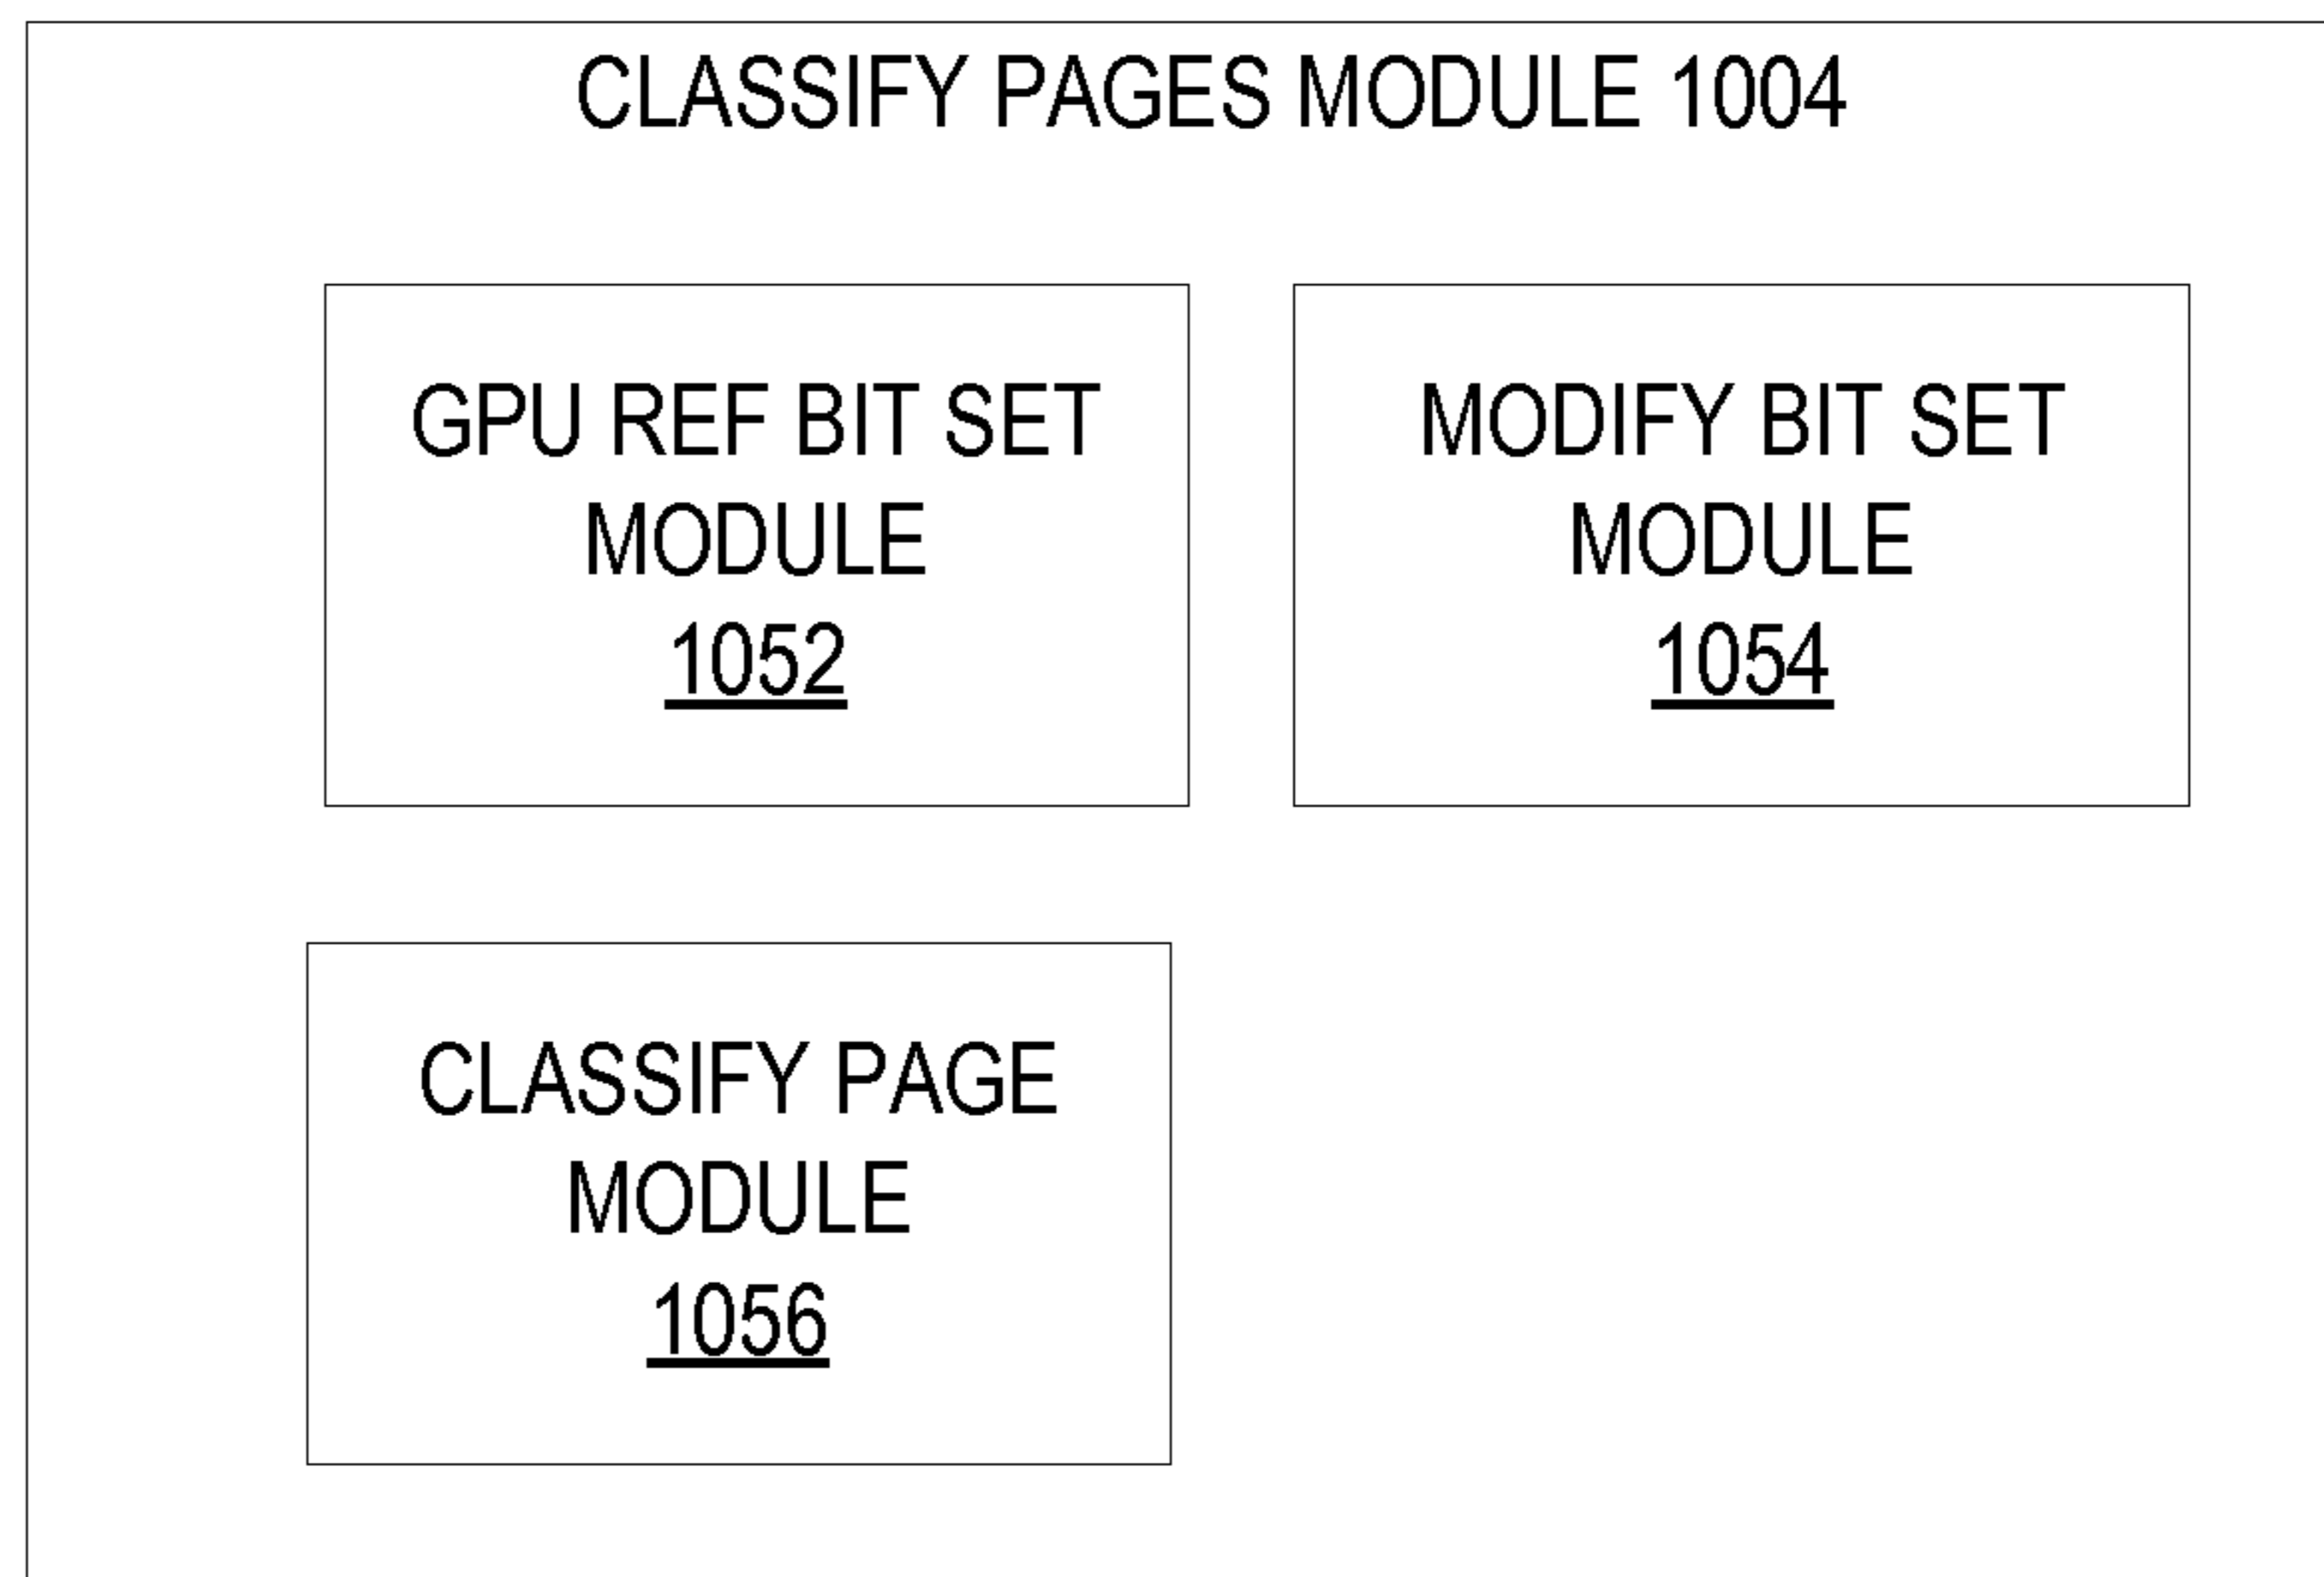 CLASSIFY PAGES MODULE 1004
GPU REF BIT SET
MODULE
1052
MODIFY BIT SET
MODULE
1054
CLASSIFY PAGE
MODULE
1056